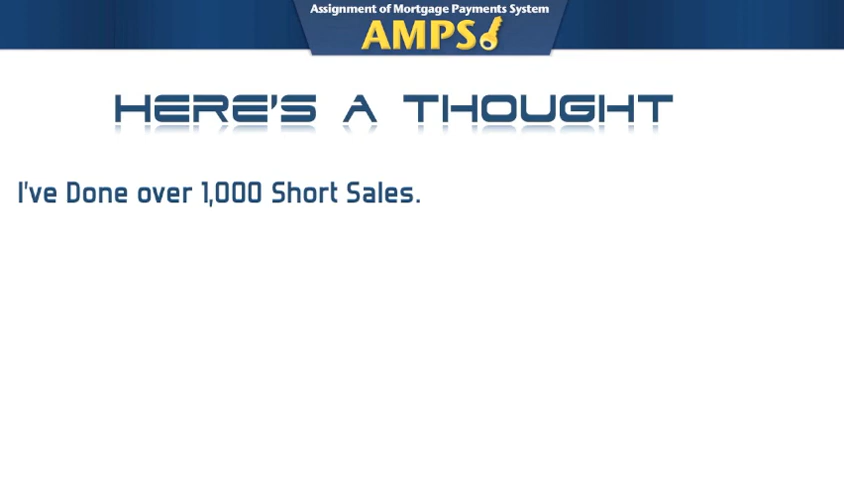 Assignment of Mortgage Payments System
AMPS
HERE'S A THOUGHT
I've Done over 1,000 Short Sales.